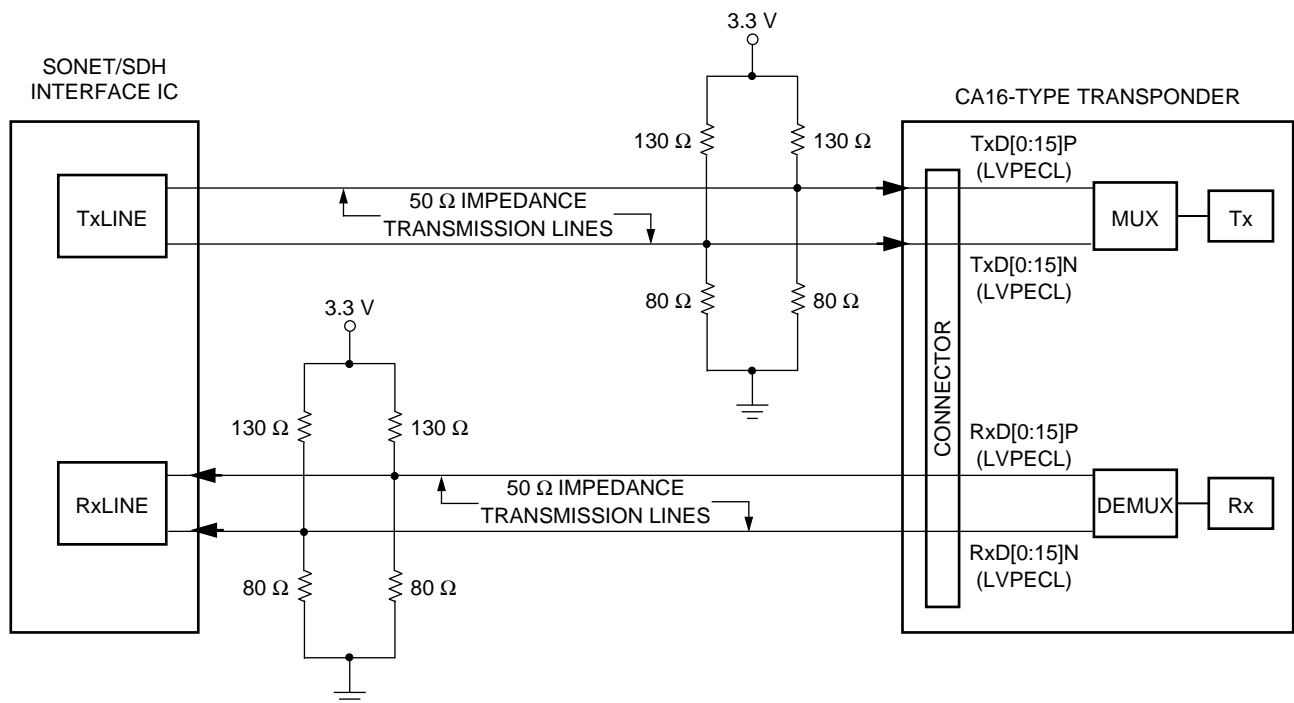 3.3 V
SONET/SDH
INTERFACE IC
CA16-TYPE TRANSPONDER
130 Ω
130 Ω
TxD[0:15]P
(LVPECL)
TxLINE
50 Ω IMPEDANCE
TRANSMISSION LINES
MUX
Tx
TxD[0:15]N
(LVPECL)
80 Ω
80 Ω
3.3 V
CONNECTOR
130 Ω
130 Ω
RxD[0:15]P
(LVPECL)
RxLINE
50 Ω IMPEDANCE
TRANSMISSION LINES
DEMUX
Rx
RxD[0:15]N
(LVPECL)
80 Ω
80 Ω